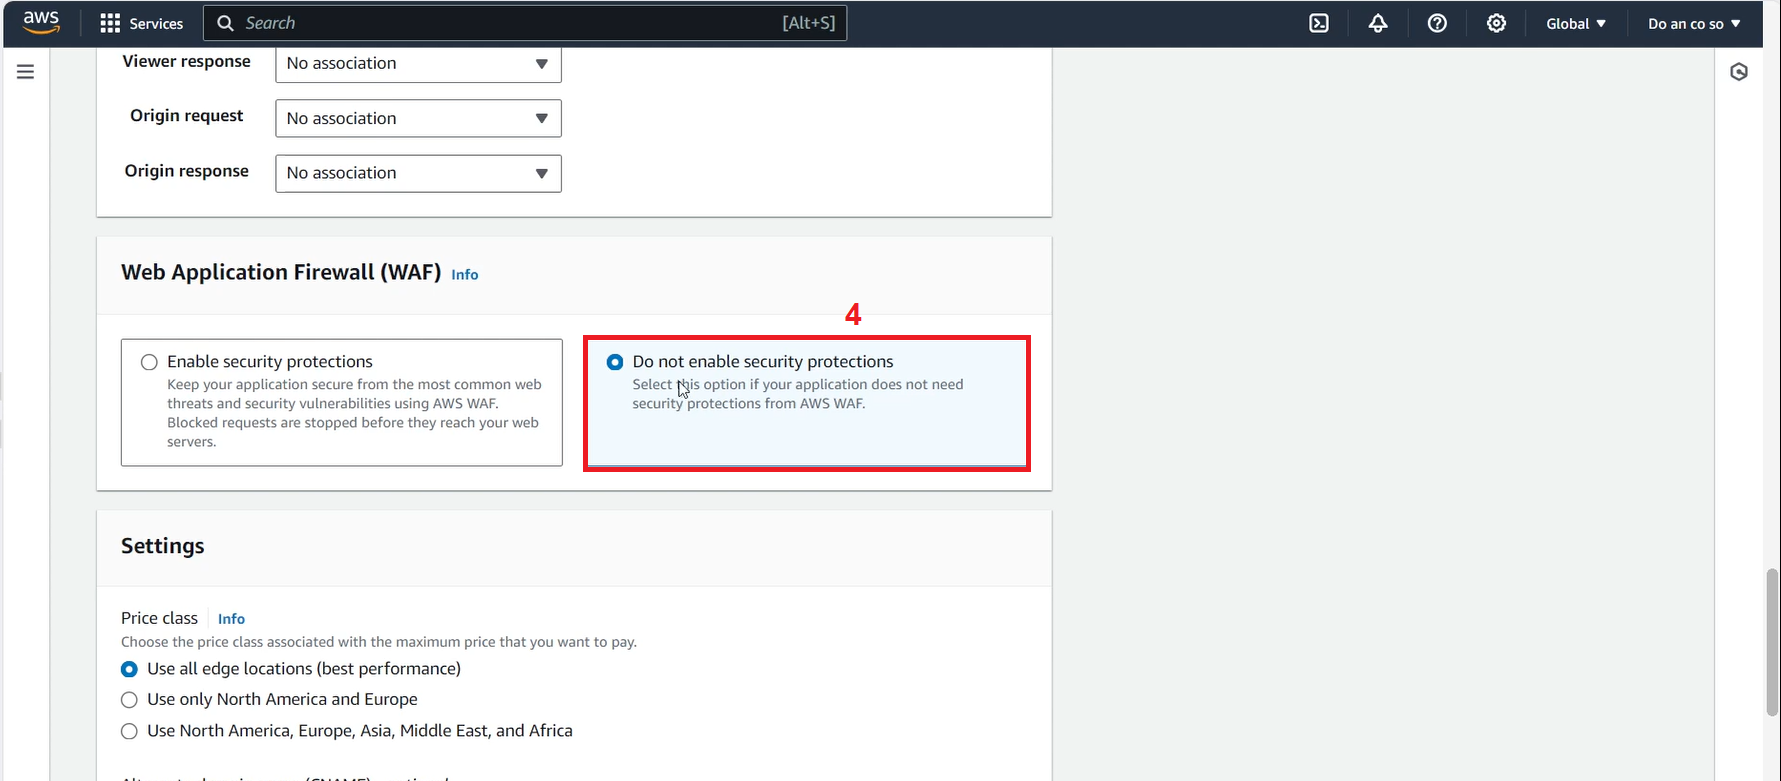 aws
Services
Search
[Alt+S]
Global
Do an co so
Viewer response
No association
Origin request
No association
Origin response
No association
Web Application Firewall (WAF) Info
4
Enable security protections
Keep your application secure from the most common web
threats and security vulnerabilities using AWS WAF.
Blocked requests are stopped before they reach your web
servers.
Do not enable security protections
Select this option if your application does not need
security protections from AWS WAF.
Settings
Price class Info
Choose the price class associated with the maximum price that you want to pay.
Use all edge locations (best performance)
Use only North America and Europe
Use North America, Europe, Asia, Middle East, and Africa